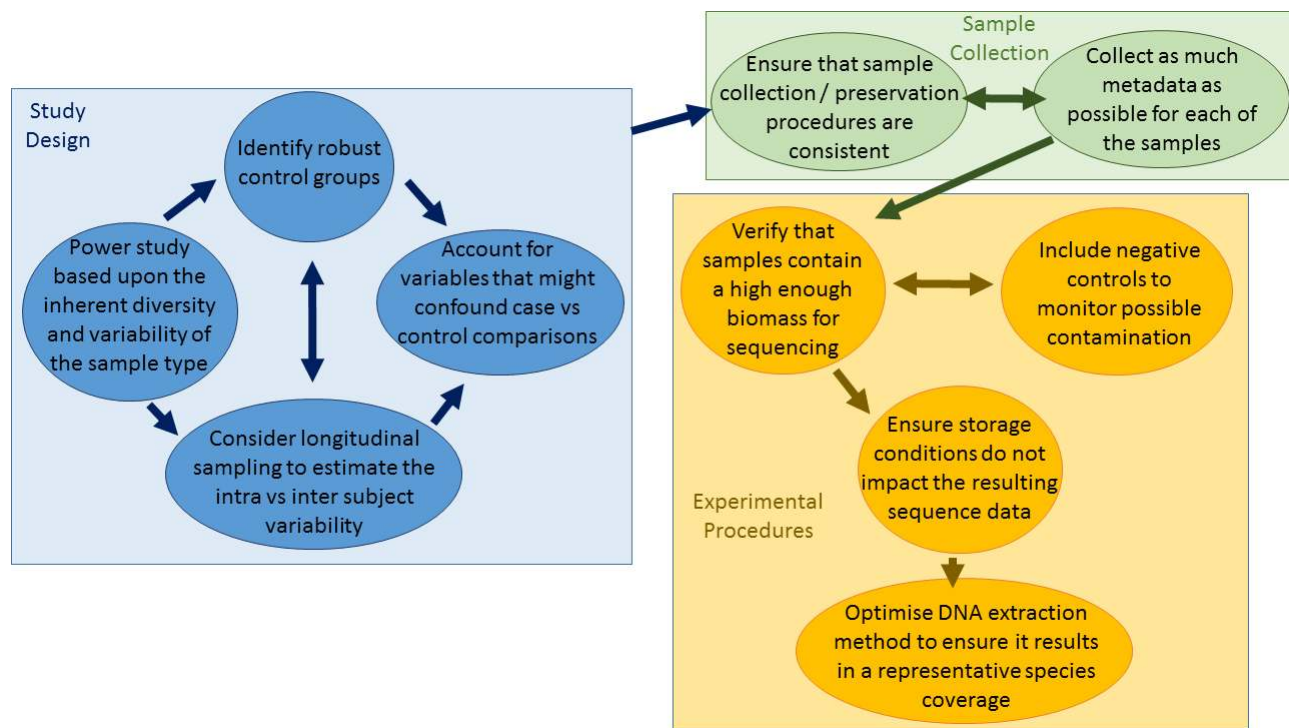 Study
Design
Identify robust
control groups
Power study
based upon the
inherent diversity
and variability of
the sample type
Account for
variables that might
confound case vs
control comparisons
Consider longitudinal
sampling to estimate the
intra vs inter subject
variability
Sample
Collection
Ensure that sample
collection / preservation
procedures are
consistent
Collect as much
metadata as
possible for each of
the samples
Experimental
Procedures
Verify that
samples contain
a high enough
biomass for
sequencing
Include negative
controls to
monitor possible
contamination
Ensure storage
conditions do not
impact the resulting
sequence data
Optimise DNA extraction
method to ensure it results
in a representative species
coverage